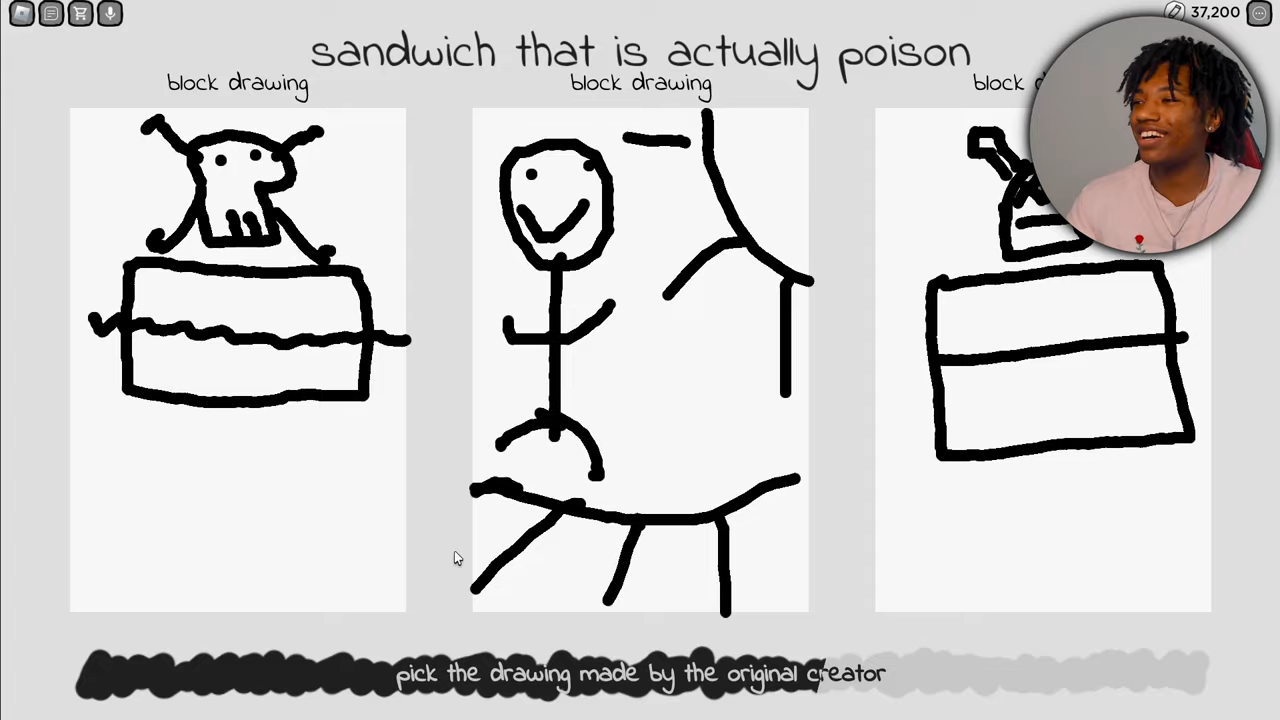 37,200
sandwich that is actually poison
block drawing
block drawing
block
pick the drawing made by the original creator